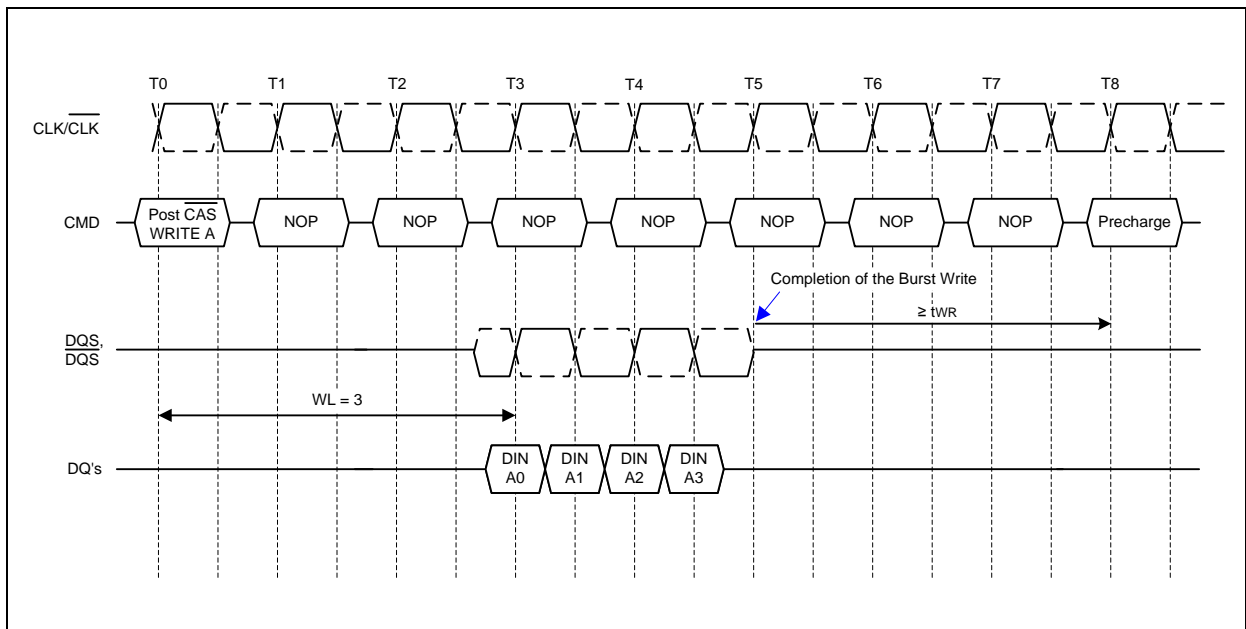 T0 T1 T2 T3 T4 T5 T6 T7 T8
CLK/CLK
CMD
Post CAS
WRITE A
NOP NOP NOP NOP NOP NOP NOP Precharge
Completion of the Burst Write
≥ tWR
DQS,
DQS
WL = 3
DQ's
DIN DIN DIN DIN
A0 A1 A2 A3